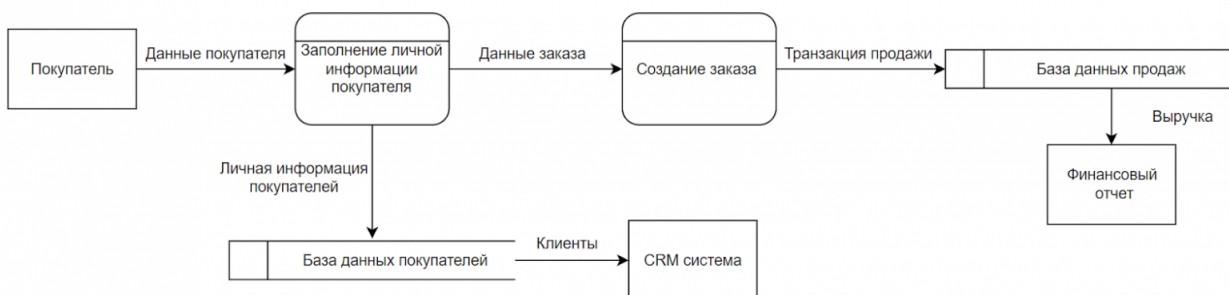 Покупатель
Данные покупателя
Заполнение личной
информации
покупателя
Данные заказа
Создание заказа
Транзакция продажи
База данных продаж
Выручка
Финансовый
отчет
Личная информация
покупателей
База данных покупателей
Клиенты
CRM система